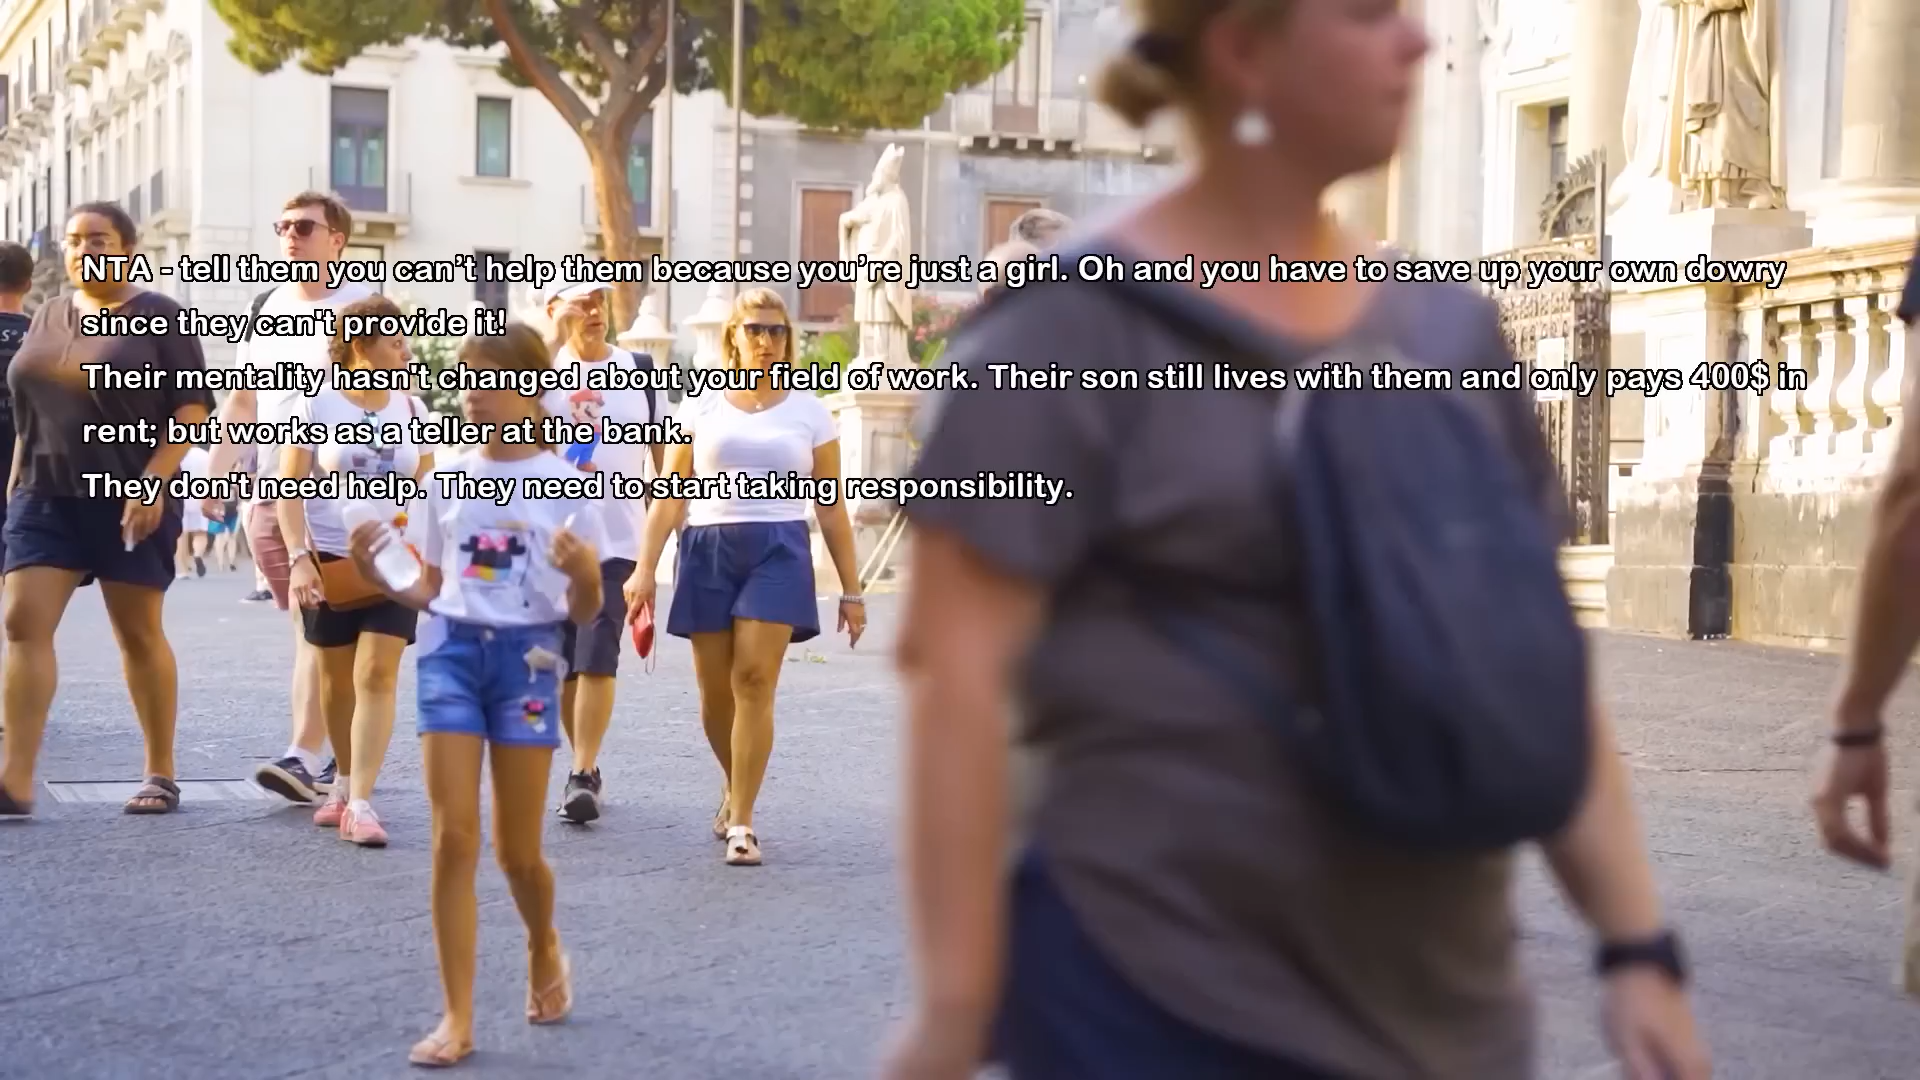 NTA - tell them you can’t help them because you’re just a girl. Oh and you have to save up your own dowry
since they can't provide it!
Their mentality hasn't changed about your field of work. Their son still lives with them and only pays 400$ in
rent; but works as a teller at the bank.
They don't need help. They need to start taking responsibility.